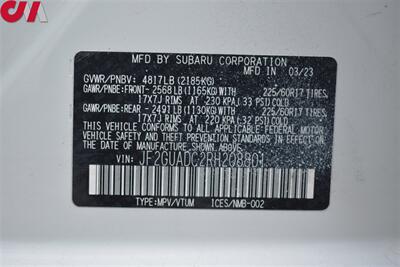 MFD BY SUBARU CORPORATION
IN 03/23
GVWR/PNBV: 4817LB (2185KG)
GAWR/PNBE:FRONT- 2568LB(1165KG)WITH 225/60R17 TIRES
17X7J RIMS AT 230 KPA/33 PSI COLD
GAWR/PNBE:REAR - 2491LB(1130KG)WITH 225/60R17 TIRES
17X7J RIMS AT 220 KPA/32 PSI COLD
THIS VEHICLE CONFORMS TO ALL APPLICABLE FEDERAL MOTOR
VEHICLE SAFETY, BUMPER, AND THEFT PREVENTION STANDARDS IN EFFECT ON
THE DATE OF MANUFACTURE SHOWN ABOVE.
VIN: JF2GUADC2RH208801
TYPE:MPV/VTUM ICES/NMB-002